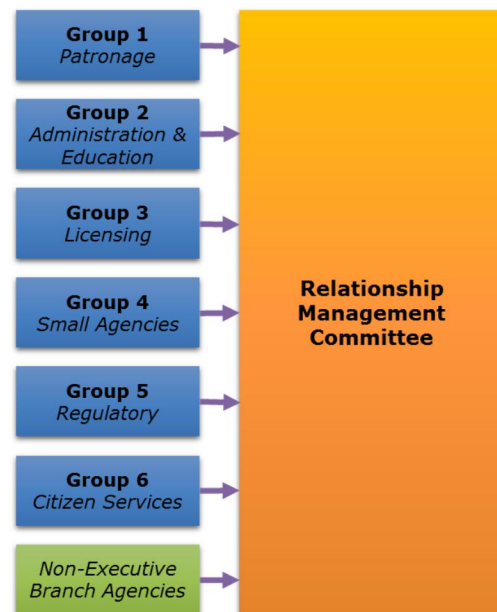 Group 1
Patronage
Group 2
Administration &
Education
Group 3
Licensing
Group 4
Small Agencies
Group 5
Regulatory
Group 6
Citizen Services
Non-Executive
Branch Agencies
Relationship
Management
Committee